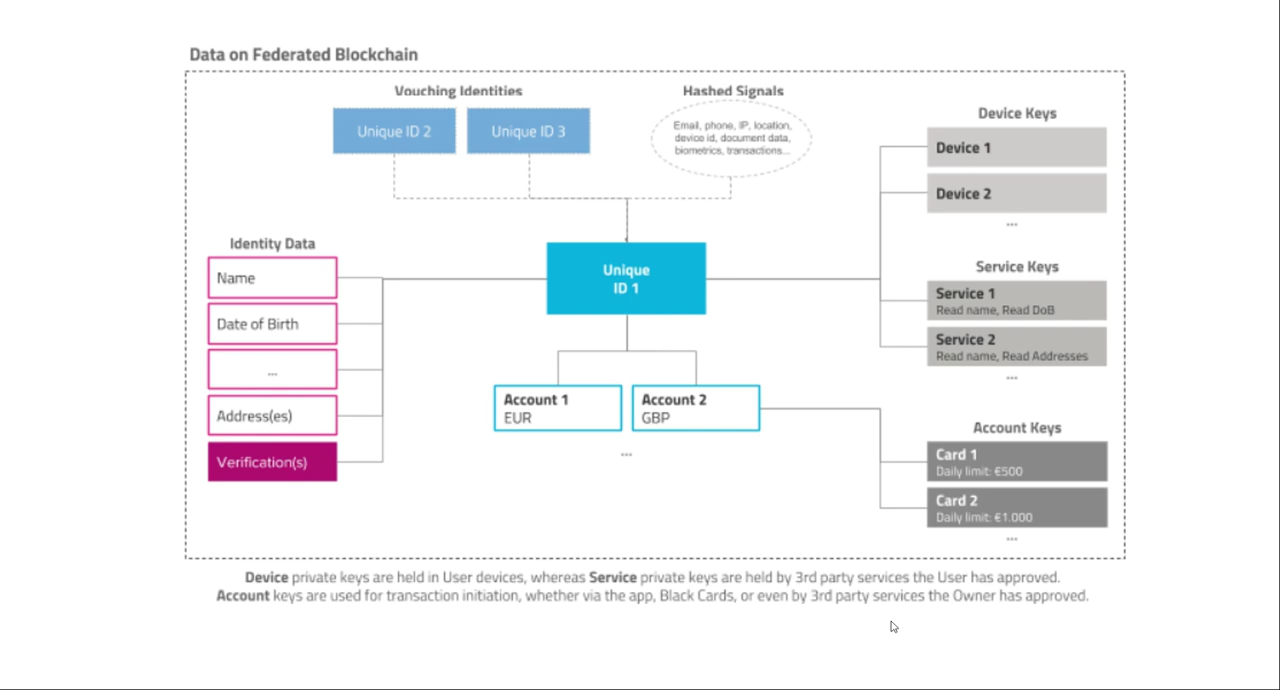 Data on Federated Blockchain
Vouching Identities
Unique ID 2
Unique ID 3
Hashed Signals
Email, phone, IP, location,
device id, document data,
biometrics, transactions...
Device Keys
Device 1
Device 2
...
Identity Data
Name
Date of Birth
...
Address(es)
Verification(s)
Unique
ID 1
Account 1
EUR
Account 2
GBP
...
Service Keys
Service 1
Read name, Read DoB
Service 2
Read name, Read Addresses
...
Account Keys
Card 1
Daily limit: €500
Card 2
Daily limit: €1.000
...
Device private keys are held in User devices, whereas Service private keys are held by 3rd party services the User has approved.
Account keys are used for transaction initiation, whether via the app, Black Cards, or even by 3rd party services the Owner has approved.